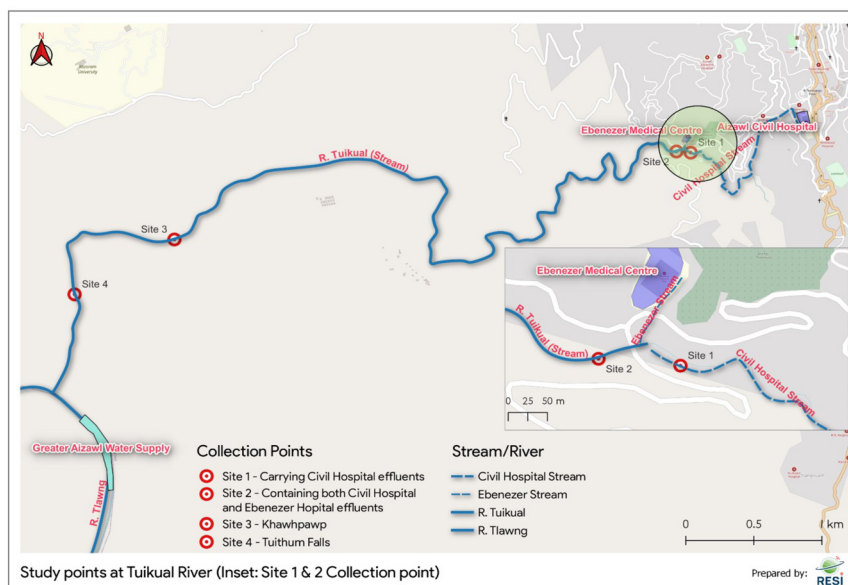 N
Mizoram
University
Ebenezer Medical Centre
Aizawl Civil Hospital
Site 1
Site 2
Civil Hospital Stream
R. Tuikual (Stream)
Site 3
Site 4
Ebenezer Medical Centre
Ebenezer Stream
R. Tuikual (Stream)
Site 1
Site 2
Civil Hospital Stream
0 25 50 m
Greater Aizawl Water Supply
R. Tlawng
Collection Points
Site 1 - Carrying Civil Hospital effluents
Site 2 - Containing both Civil Hospital
and Ebenezer Hopital effluents
Site 3 - Khawhpawp
Site 4 - Tuithum Falls
Stream/River
Civil Hospital Stream
Ebenezer Stream
R. Tuikual
R. Tlawng
0 0.5 1 km
Study points at Tuikual River (Inset: Site 1 & 2 Collection point)
Prepared by:
RESI